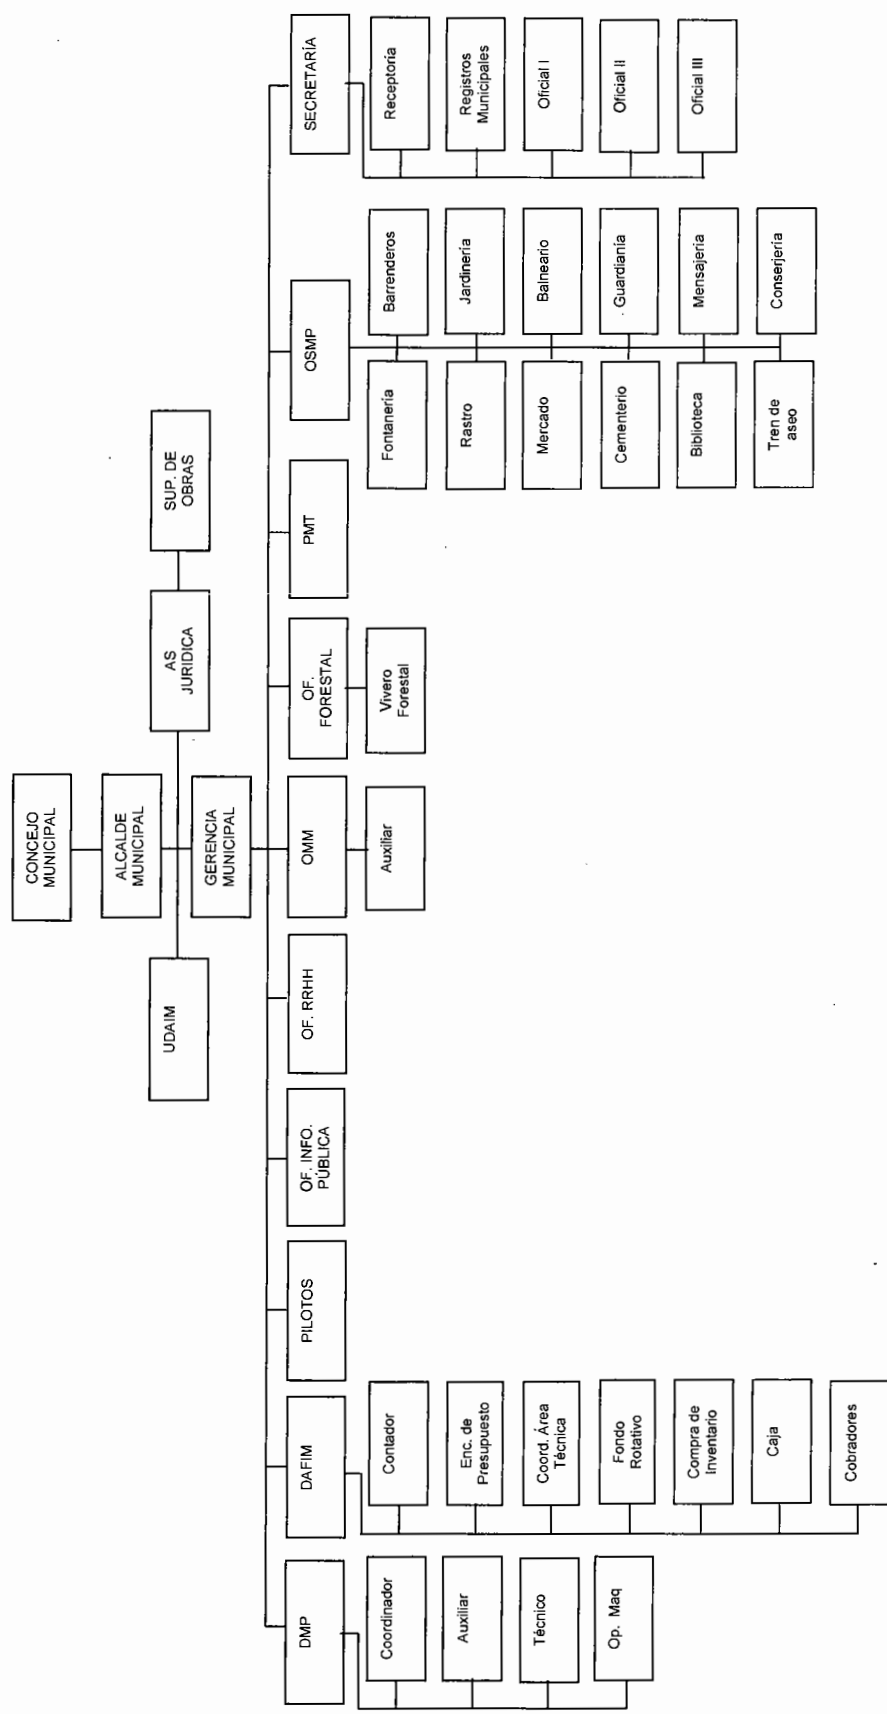 CONCEJO
MUNICIPAL
ALCALDE
MUNICIPAL
UDAIM
AS
JURIDICA
SUP. DE
OBRAS
GERENCIA
MUNICIPAL
DMP
DAFIM
PILOTOS
OF. INFO.
PÚBLICA
OF. RRHH
OMM
OF.
FORESTAL
PMT
OSMP
SECRETARÍA
Coordinador
Auxiliar
Técnico
Op. Maq
Contador
Enc. de
Presupuesto
Coord. Área
Técnica
Fondo
Rotativo
Compra de
Inventario
Caja
Cobradores
Auxiliar
Vivero
Forestal
Fontanería
Barrenderos
Rastro
Jardinería
Mercado
Balneario
Cementerio
Guardianía
Biblioteca
Mensajería
Tren de
aseo
Conserjería
Receptoría
Registros
Municipales
Oficial I
Oficial II
Oficial III